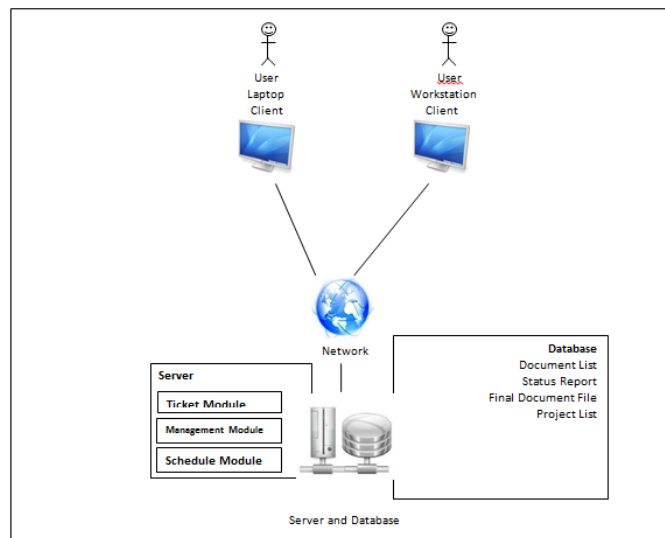 User
Laptop
Client
User
Workstation
Client
Network
Server
Ticket Module
Management Module
Schedule Module
Database
Document List
Status Report
Final Document File
Project List
Server and Database